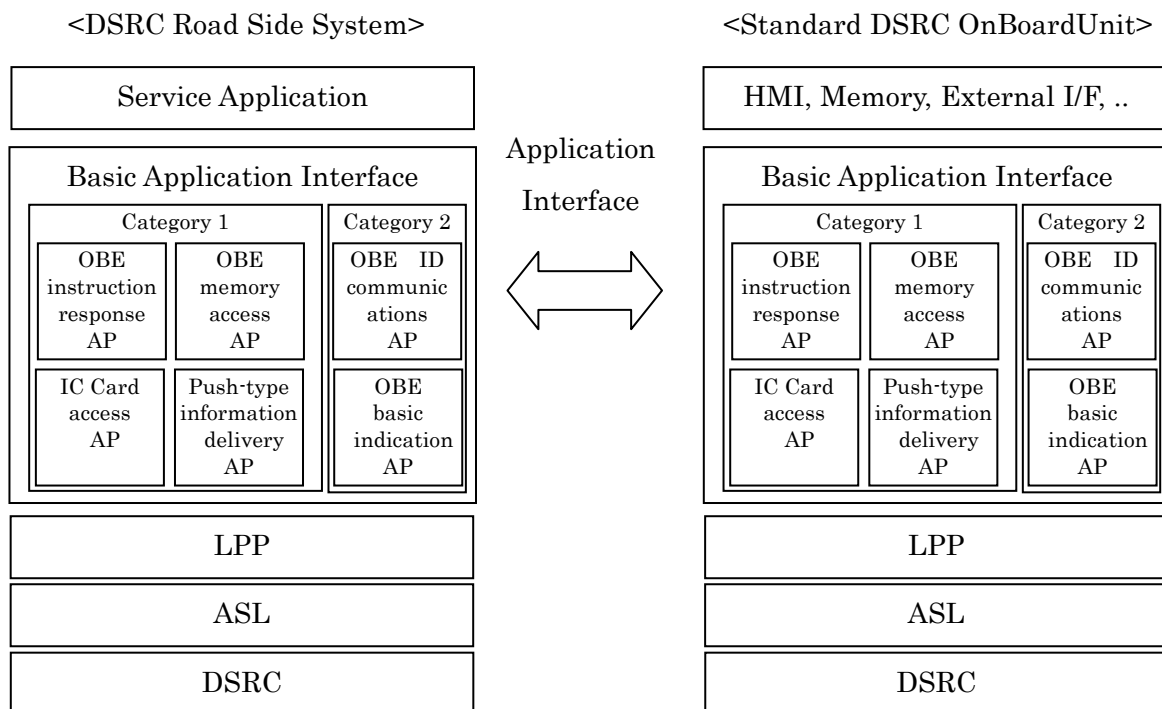 <DSRC Road Side System>
Service Application
Basic Application Interface
Category 1
OBE
instruction
response
AP
OBE
memory
access
AP
IC Card
access
AP
Push-type
information
delivery
AP
Category 2
OBE ID
communic
ations
AP
OBE
basic
indication
AP
LPP
ASL
DSRC
Application
Interface
<Standard DSRC OnBoardUnit>
HMI, Memory, External I/F, ..
Basic Application Interface
Category 1
OBE
instruction
response
AP
OBE
memory
access
AP
IC Card
access
AP
Push-type
information
delivery
AP
Category 2
OBE ID
communic
ations
AP
OBE
basic
indication
AP
LPP
ASL
DSRC